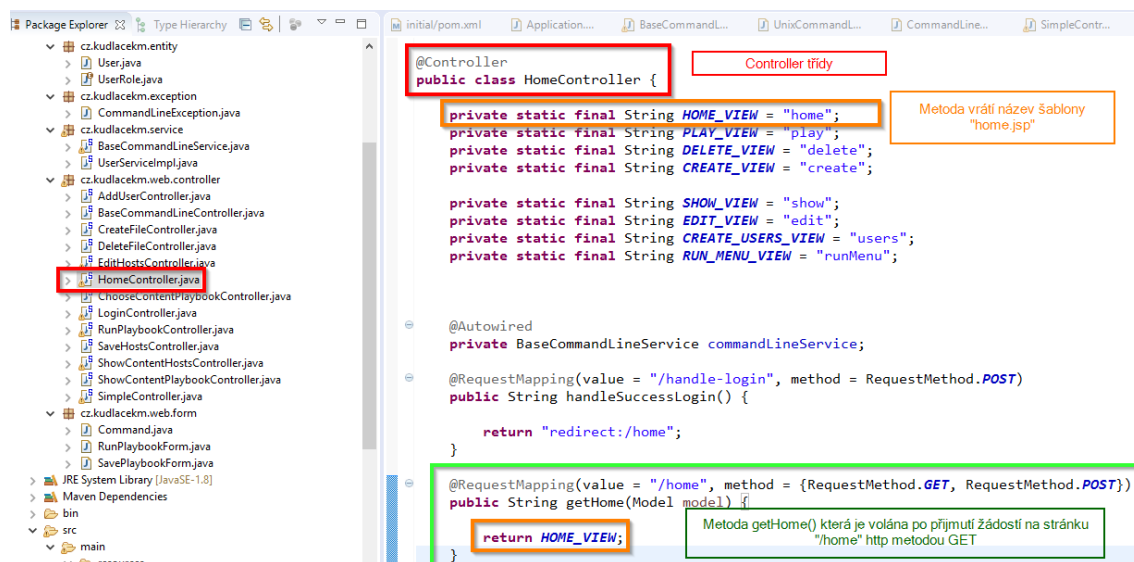 Package Explorer
Type Hierarchy
cz.kudlacekm.entity
User.java
UserRole.java
cz.kudlacekm.exception
CommandLineException.java
cz.kudlacekm.service
BaseCommandLineService.java
UserServiceImpl.java
cz.kudlacekm.web.controller
AddUserController.java
BaseCommandLineController.java
CreateFileController.java
DeleteFileController.java
EditHostsController.java
HomeController.java
ChooseContentPlaybookController.java
LoginController.java
RunPlaybookController.java
SaveHostsController.java
ShowContentHostsController.java
ShowContentPlaybookController.java
SimpleController.java
cz.kudlacekm.web.form
Command.java
RunPlaybookForm.java
SavePlaybookForm.java
JRE System Library [JavaSE-1.8]
Maven Dependencies
bin
src
main
initial/pom.xml
Application....
BaseCommandL...
UnixCommandL...
CommandLine...
SimpleContr...
@Controller
public class HomeController {
Controller třídy
private static final String HOME_VIEW = "home";
private static final String PLAY_VIEW = "play";
private static final String DELETE_VIEW = "delete";
private static final String CREATE_VIEW = "create";
Metoda vrátí název šablony
"home.jsp"
private static final String SHOW_VIEW = "show";
private static final String EDIT_VIEW = "edit";
private static final String CREATE_USERS_VIEW = "users";
private static final String RUN_MENU_VIEW = "runMenu";
@Autowired
private BaseCommandLineService commandLineService;
@RequestMapping(value = "/handle-login", method = RequestMethod.POST)
public String handleSuccessLogin() {
return "redirect:/home";
}
@RequestMapping(value = "/home", method = {RequestMethod.GET, RequestMethod.POST})
public String getHome(Model model) {
return HOME_VIEW;
}
Metoda getHome() která je volána po přijmutí žádostí na stránku
"/home" http metodou GET